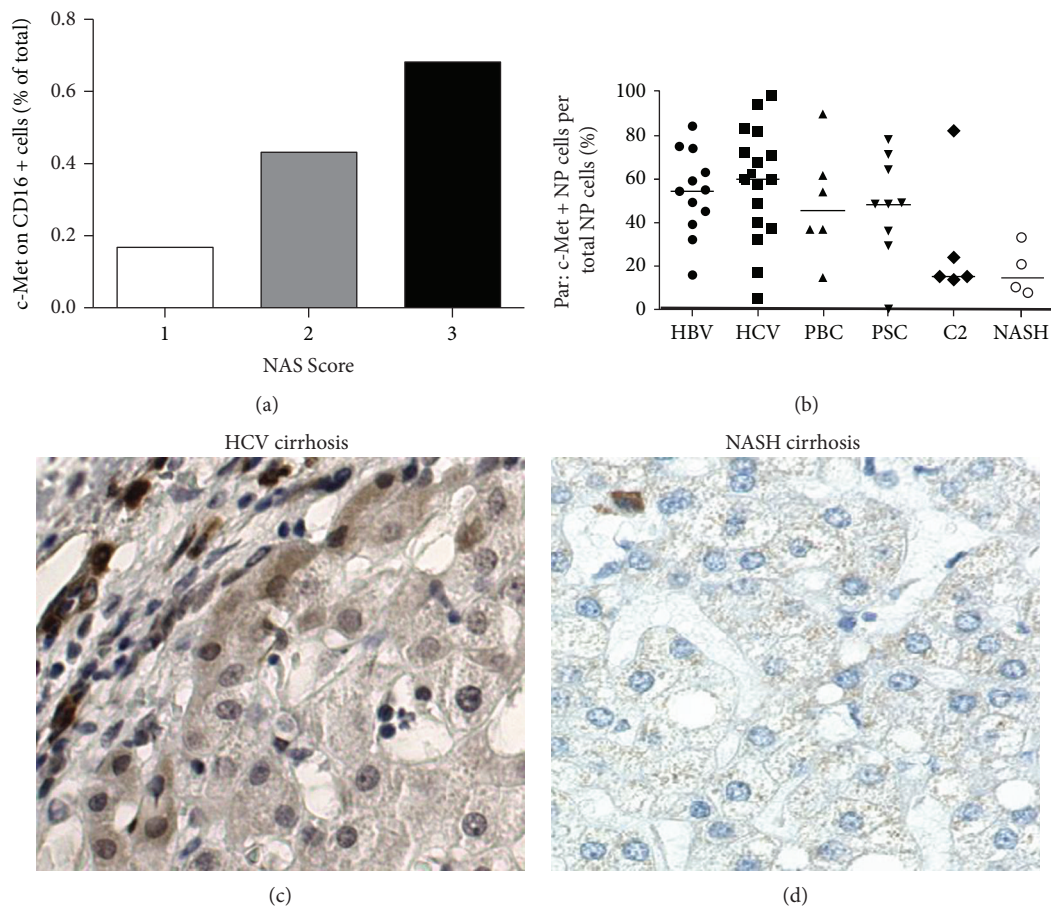 c-Met on CD16 + cells (% of total)
0.8
0.6
0.4
0.2
0.0
1 2 3
NAS Score
(a)
Par: c-Met + NP cells per
total NP cells (%)
100
80
60
40
20
0
HBV HCV PBC PSC C2 NASH
(b)
HCV cirrhosis
(c)
NASH cirrhosis
(d)